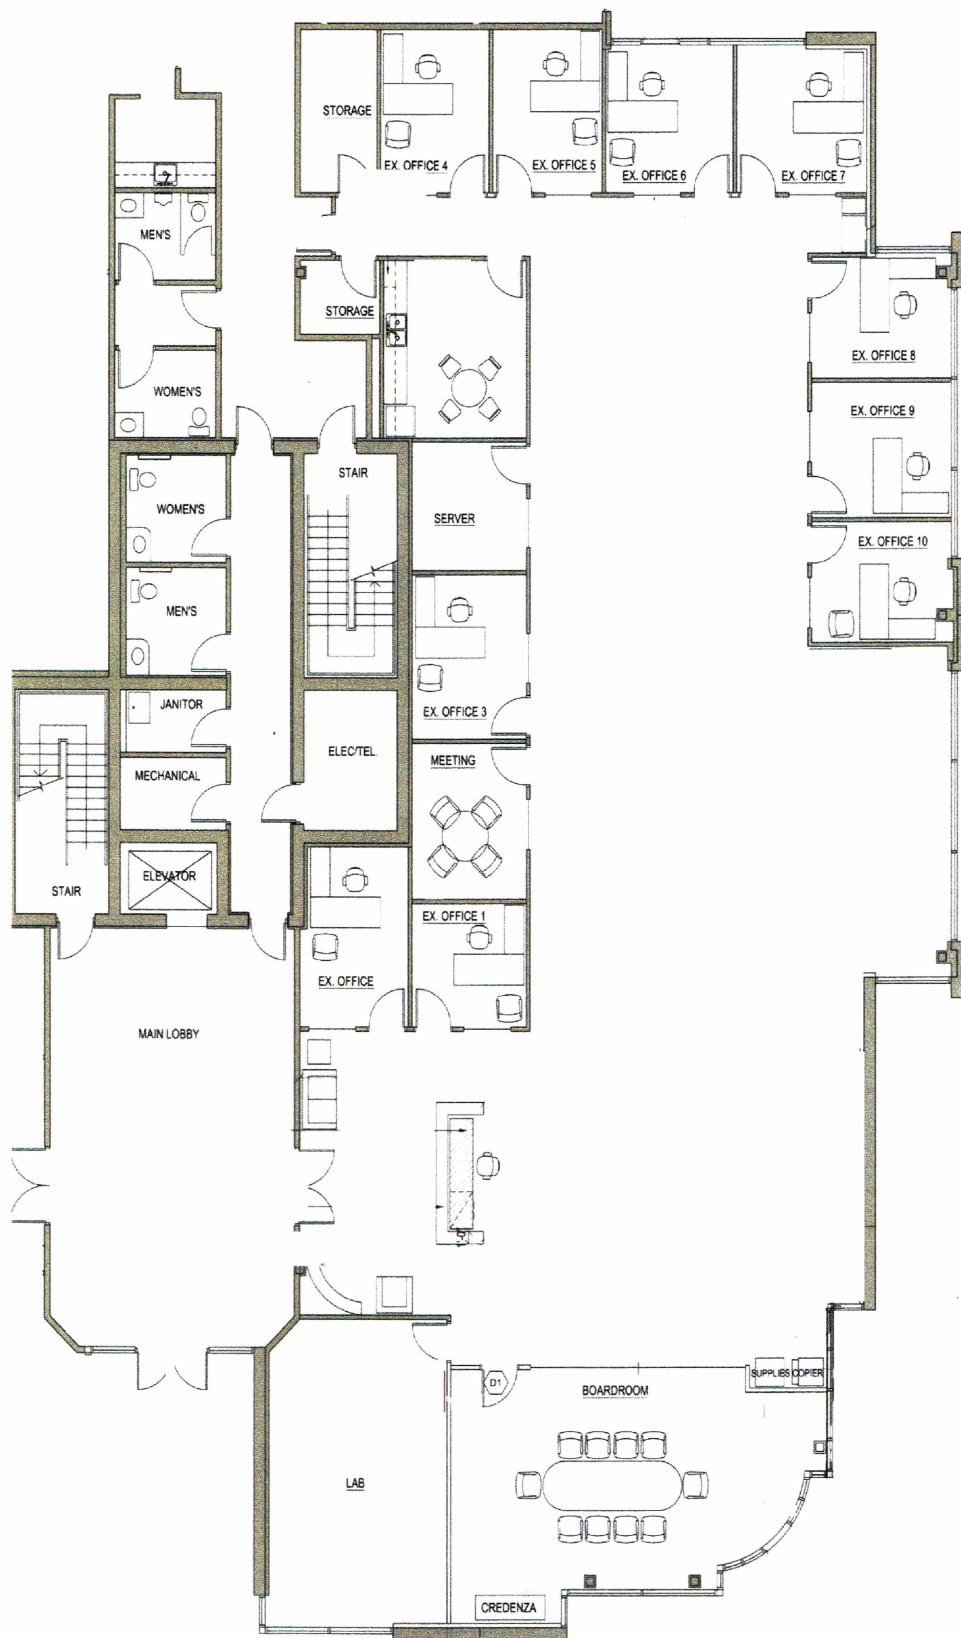 STORAGE
EX. OFFICE 4
EX. OFFICE 5
EX. OFFICE 6
EX. OFFICE 7
MEN'S
STORAGE
WOMEN'S
EX. OFFICE 8
EX. OFFICE 9
STAIR
WOMEN'S
SERVER
EX. OFFICE 10
MEN'S
JANITOR
EX. OFFICE 3
ELEC/TEL.
MEETING
MECHANICAL
ELEVATOR
STAIR
EX. OFFICE 1
EX. OFFICE
MAIN LOBBY
D1
BOARDROOM
SUPPLIES
COPIER
LAB
CREDENZA